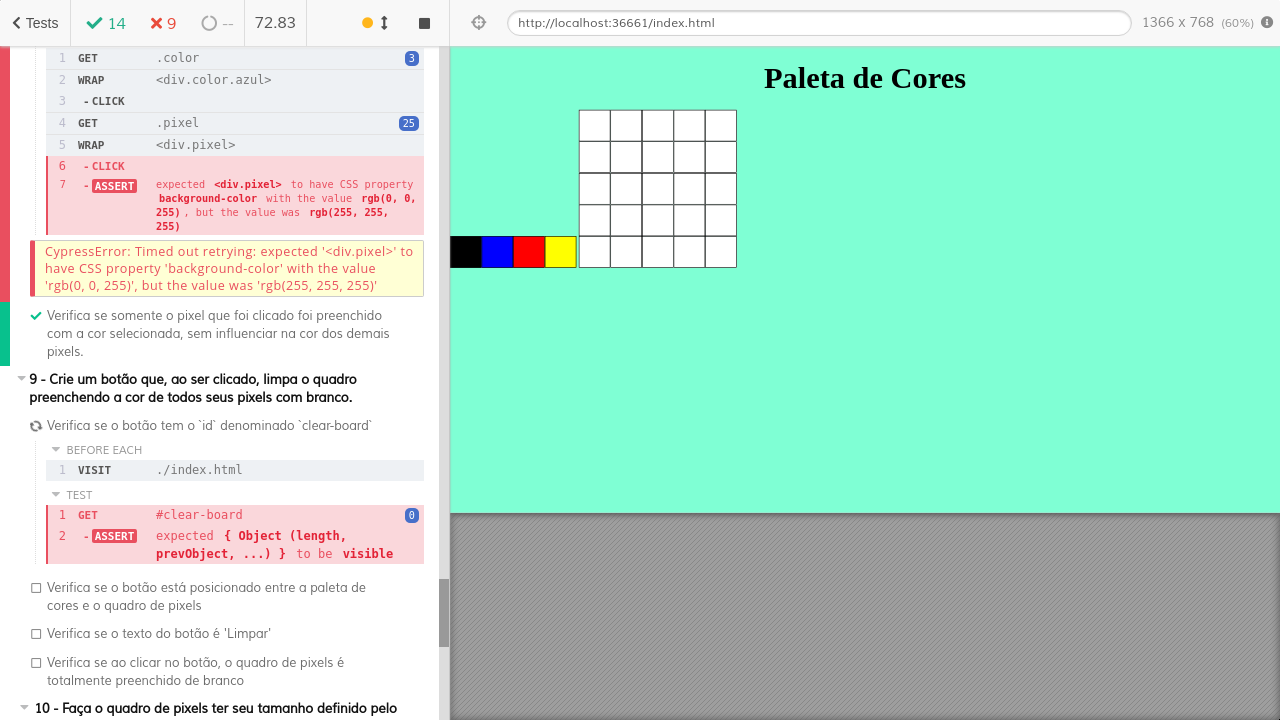 Tests 14 9 -- 72.83
http://localhost:36661/index.html 1366 x 768 (60%)
1 GET .color 3
2 WRAP <div.color.azul>
3 -CLICK
4 GET .pixel 25
5 WRAP <div.pixel>
6 -CLICK
7 -ASSERT expected <div.pixel> to have CSS property
background-color with the value rgb(0, 0,
255) , but the value was rgb(255, 255,
255)
CypressError: Timed out retrying: expected '<div.pixel>' to
have CSS property 'background-color' with the value
'rgb(0, 0, 255)', but the value was 'rgb(255, 255, 255)'
Verifica se somente o pixel que foi clicado foi preenchido
com a cor selecionada, sem influenciar na cor dos demais
pixels.
9 - Crie um botão que, ao ser clicado, limpa o quadro
preenchendo a cor de todos seus pixels com branco.
Verifica se o botão tem o `id` denominado `clear-board`
BEFORE EACH
1 VISIT ./index.html
TEST
1 GET #clear-board 0
2 -ASSERT expected { Object (length,
prevObject, ...) } to be visible
Verifica se o botão está posicionado entre a paleta de
cores e o quadro de pixels
Verifica se o texto do botão é 'Limpar'
Verifica se ao clicar no botão, o quadro de pixels é
totalmente preenchido de branco
10 - Faça o quadro de pixels ter seu tamanho definido pelo
Paleta de Cores